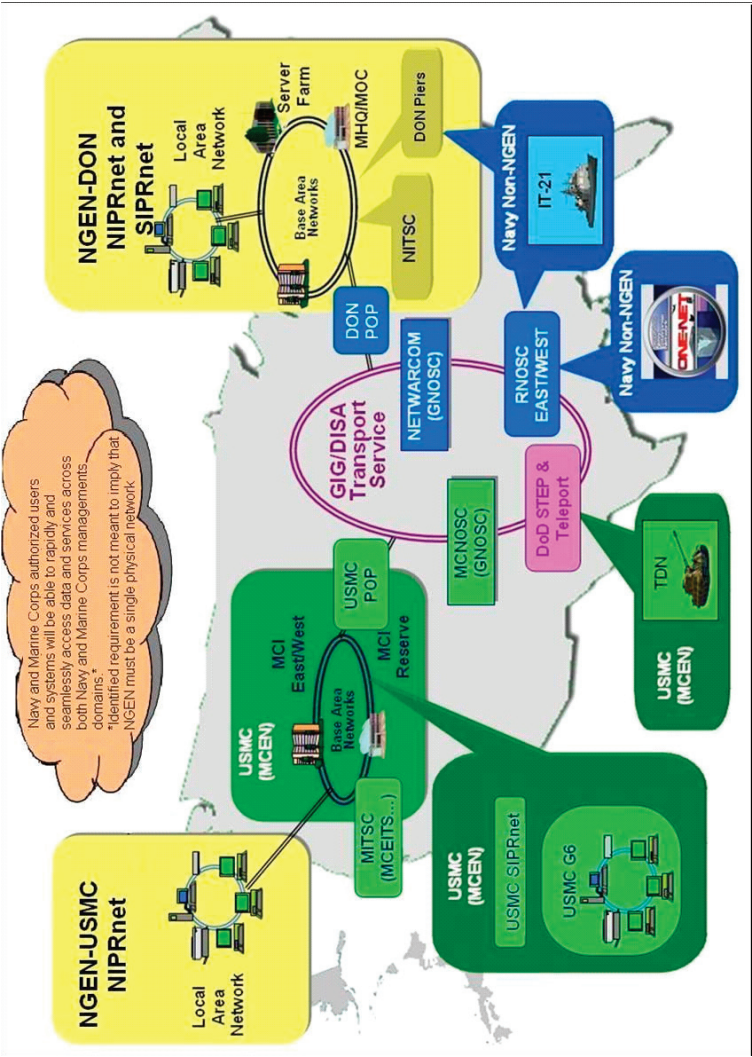 Navy and Marine Corps authorized users
and systems will be able to rapidly and
seamlessly access data and services across
both Navy and Marine Corps managements
domains.*
*Identified requirement is not meant to imply that
NGEN must be a single physical network
NGEN-USMC
NIPRnet
Local
Area
Network
USMC
(MCEN)
MCI
East/West
Base Area
Networks
MCI
Reserve
MITSC
(MCEITS...)
USMC
POP
USMC
(MCEN)
USMC SIPRnet
USMC G6
GIG/DISA
Transport
Service
MCNOSC
(GNOSC)
NETWARCOM
(GNOSC)
DoD STEP &
Teleport
RNOSC
EAST/WEST
USMC
(MCEN)
TDN
DON
POP
NGEN-DON
NIPRnet and
SIPRnet
Local
Area
Network
Server
Farm
Base Area
Networks
MHQ/MOC
NITSC
DON Piers
Navy Non-NGEN
IT-21
Navy Non-NGEN
ONE-NET